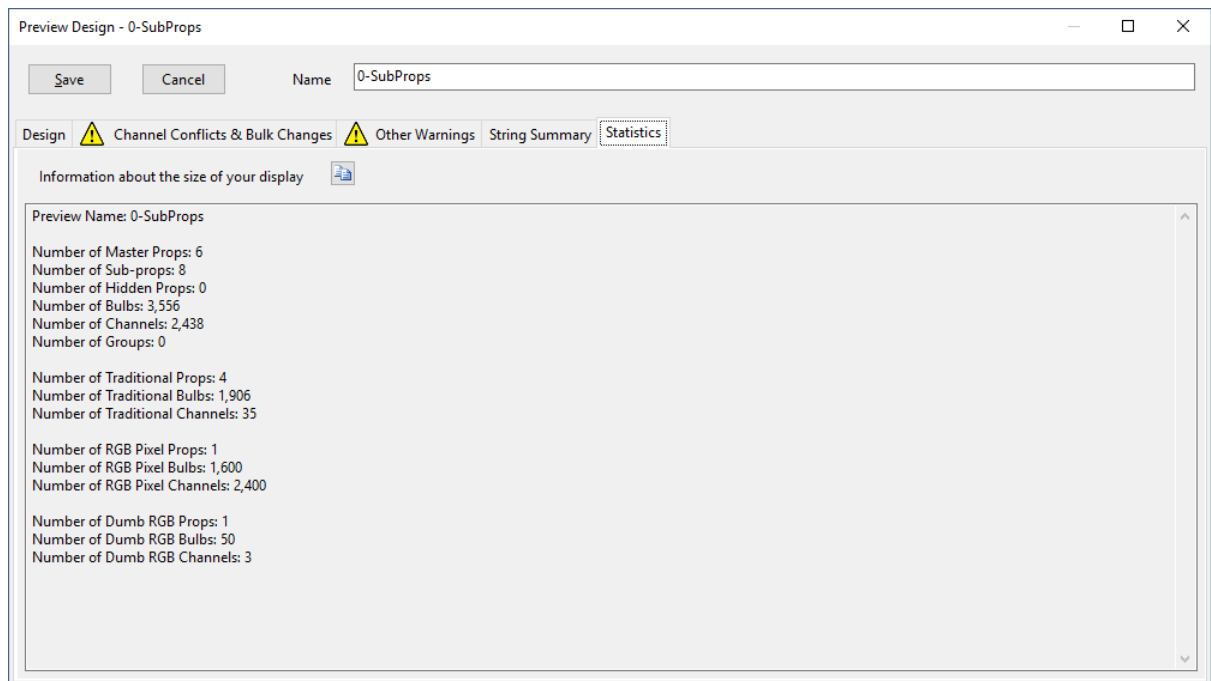 Preview Design - 0-SubProps
Save Cancel Name 0-SubProps
Design Channel Conflicts & Bulk Changes Other Warnings String Summary Statistics
Information about the size of your display
Preview Name: 0-SubProps
Number of Master Props: 6
Number of Sub-props: 8
Number of Hidden Props: 0
Number of Bulbs: 3,556
Number of Channels: 2,438
Number of Groups: 0
Number of Traditional Props: 4
Number of Traditional Bulbs: 1,906
Number of Traditional Channels: 35
Number of RGB Pixel Props: 1
Number of RGB Pixel Bulbs: 1,600
Number of RGB Pixel Channels: 2,400
Number of Dumb RGB Props: 1
Number of Dumb RGB Bulbs: 50
Number of Dumb RGB Channels: 3